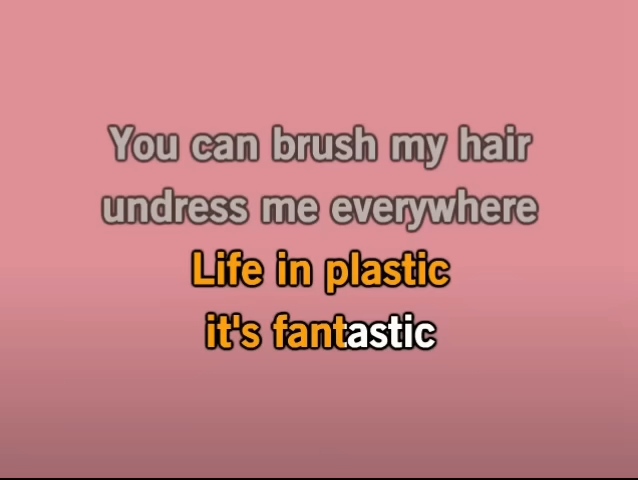 You can brush my hair
undress me everywhere
Life in plastic
it's fantastic